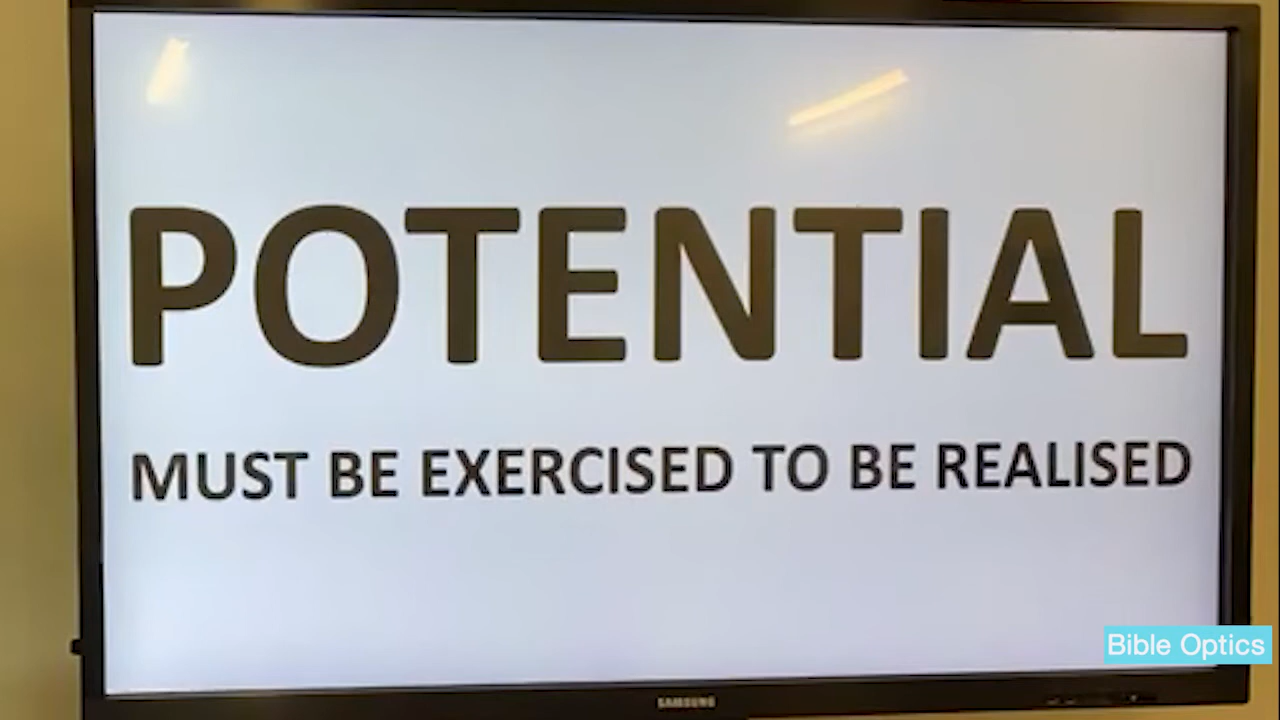 POTENTIAL
MUST BE EXERCISED TO BE REALISED
Bible Optics
SAMSUNG